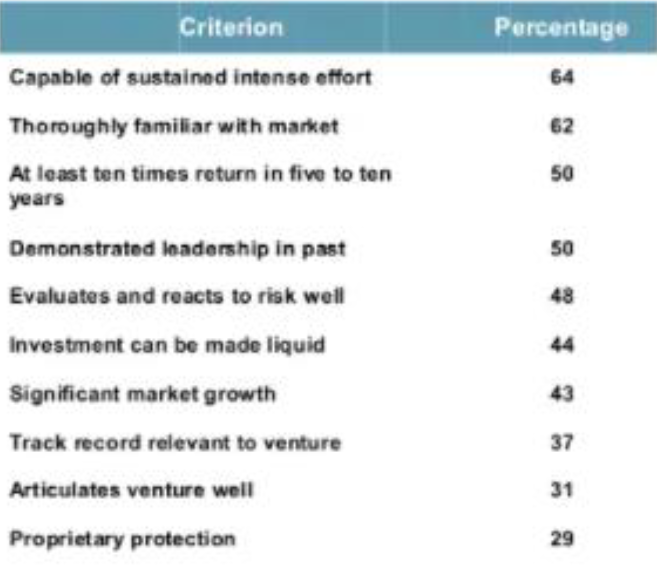 Criterion Percentage
Capable of sustained intense effort 64
Thoroughly familiar with market 62
At least ten times return in five to ten 50
years
Demonstrated leadership in past 50
Evaluates and reacts to risk well 48
Investment can be made liquid 44
Significant market growth 43
Track record relevant to venture 37
Articulates venture well 31
Proprietary protection 29